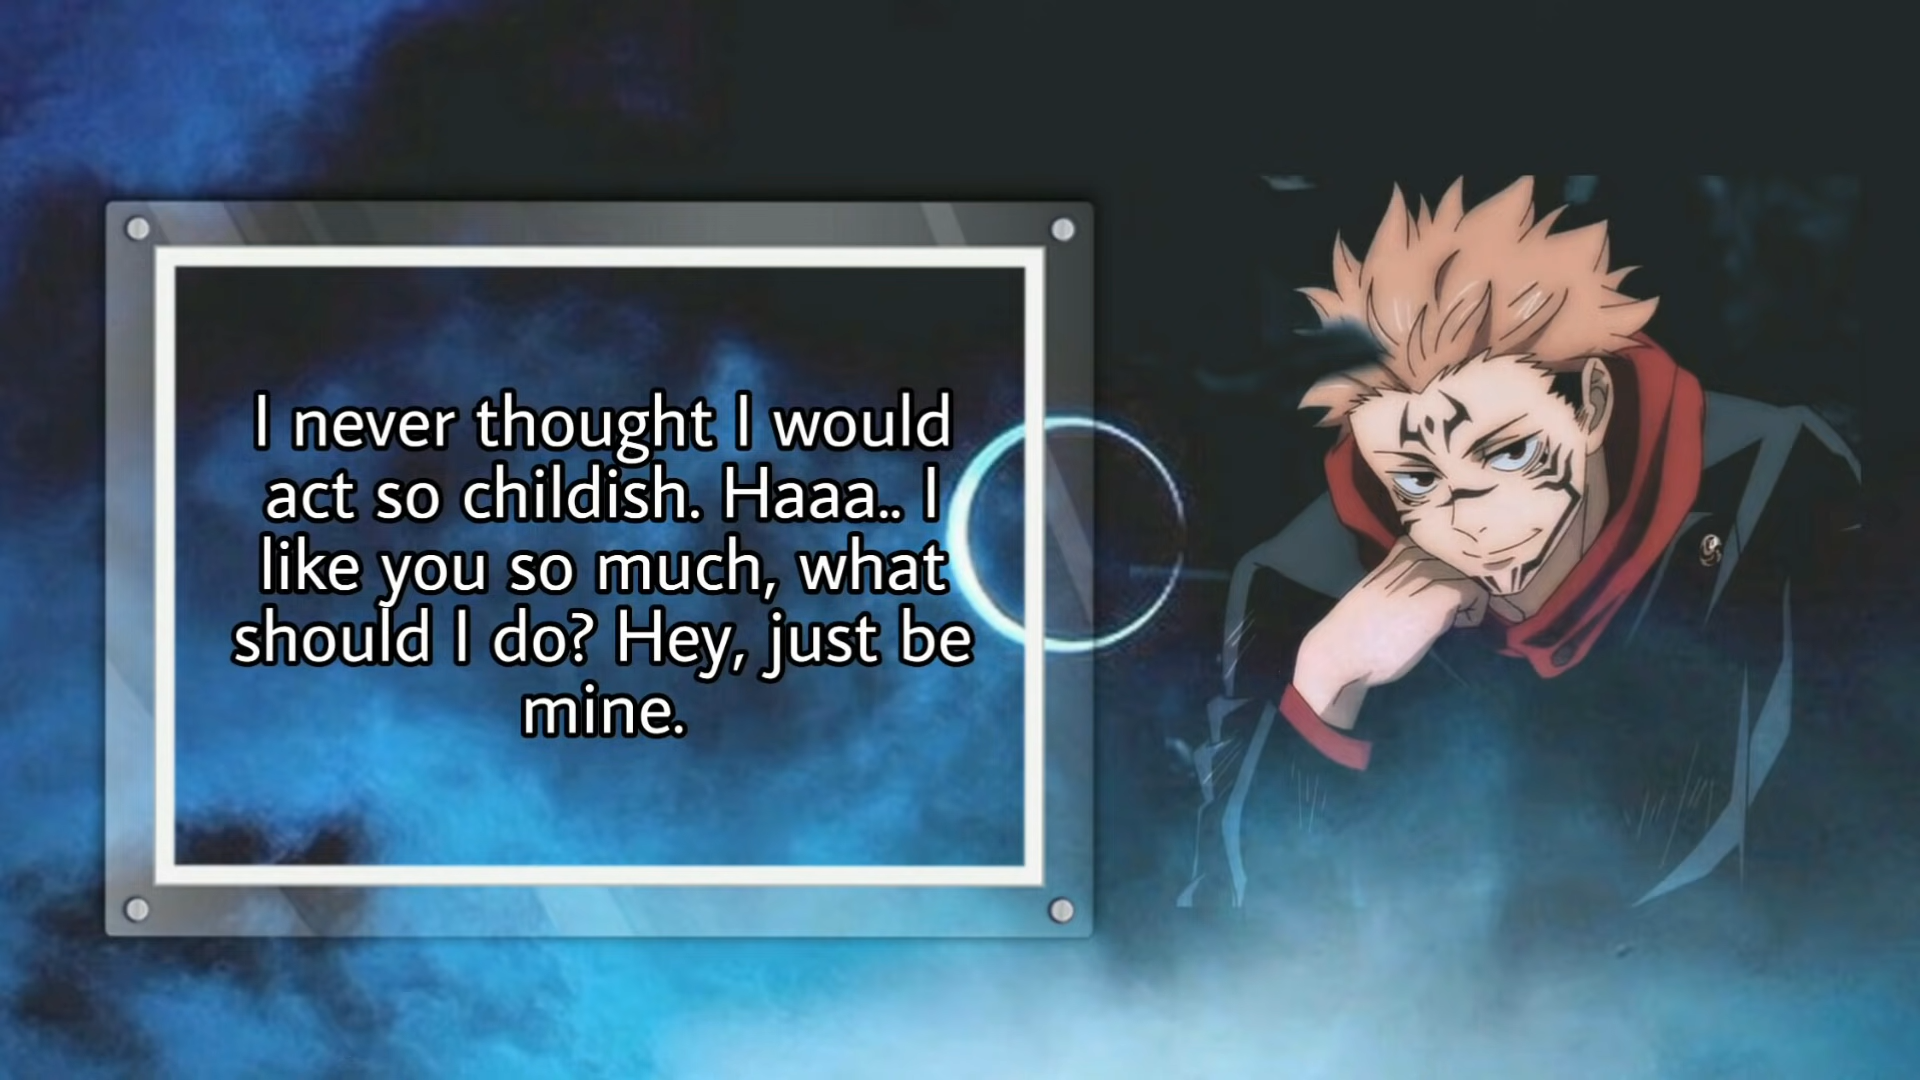 I never thought I would
act so childish. Haaa.. I
like you so much, what
should I do? Hey, just be
mine.